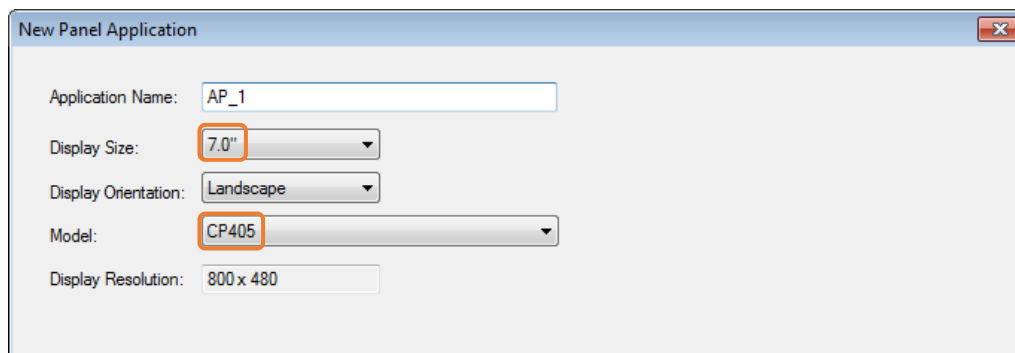 New Panel Application
Application Name: AP_1
Display Size: 7.0"
Display Orientation: Landscape
Model: CP405
Display Resolution: 800 x 480